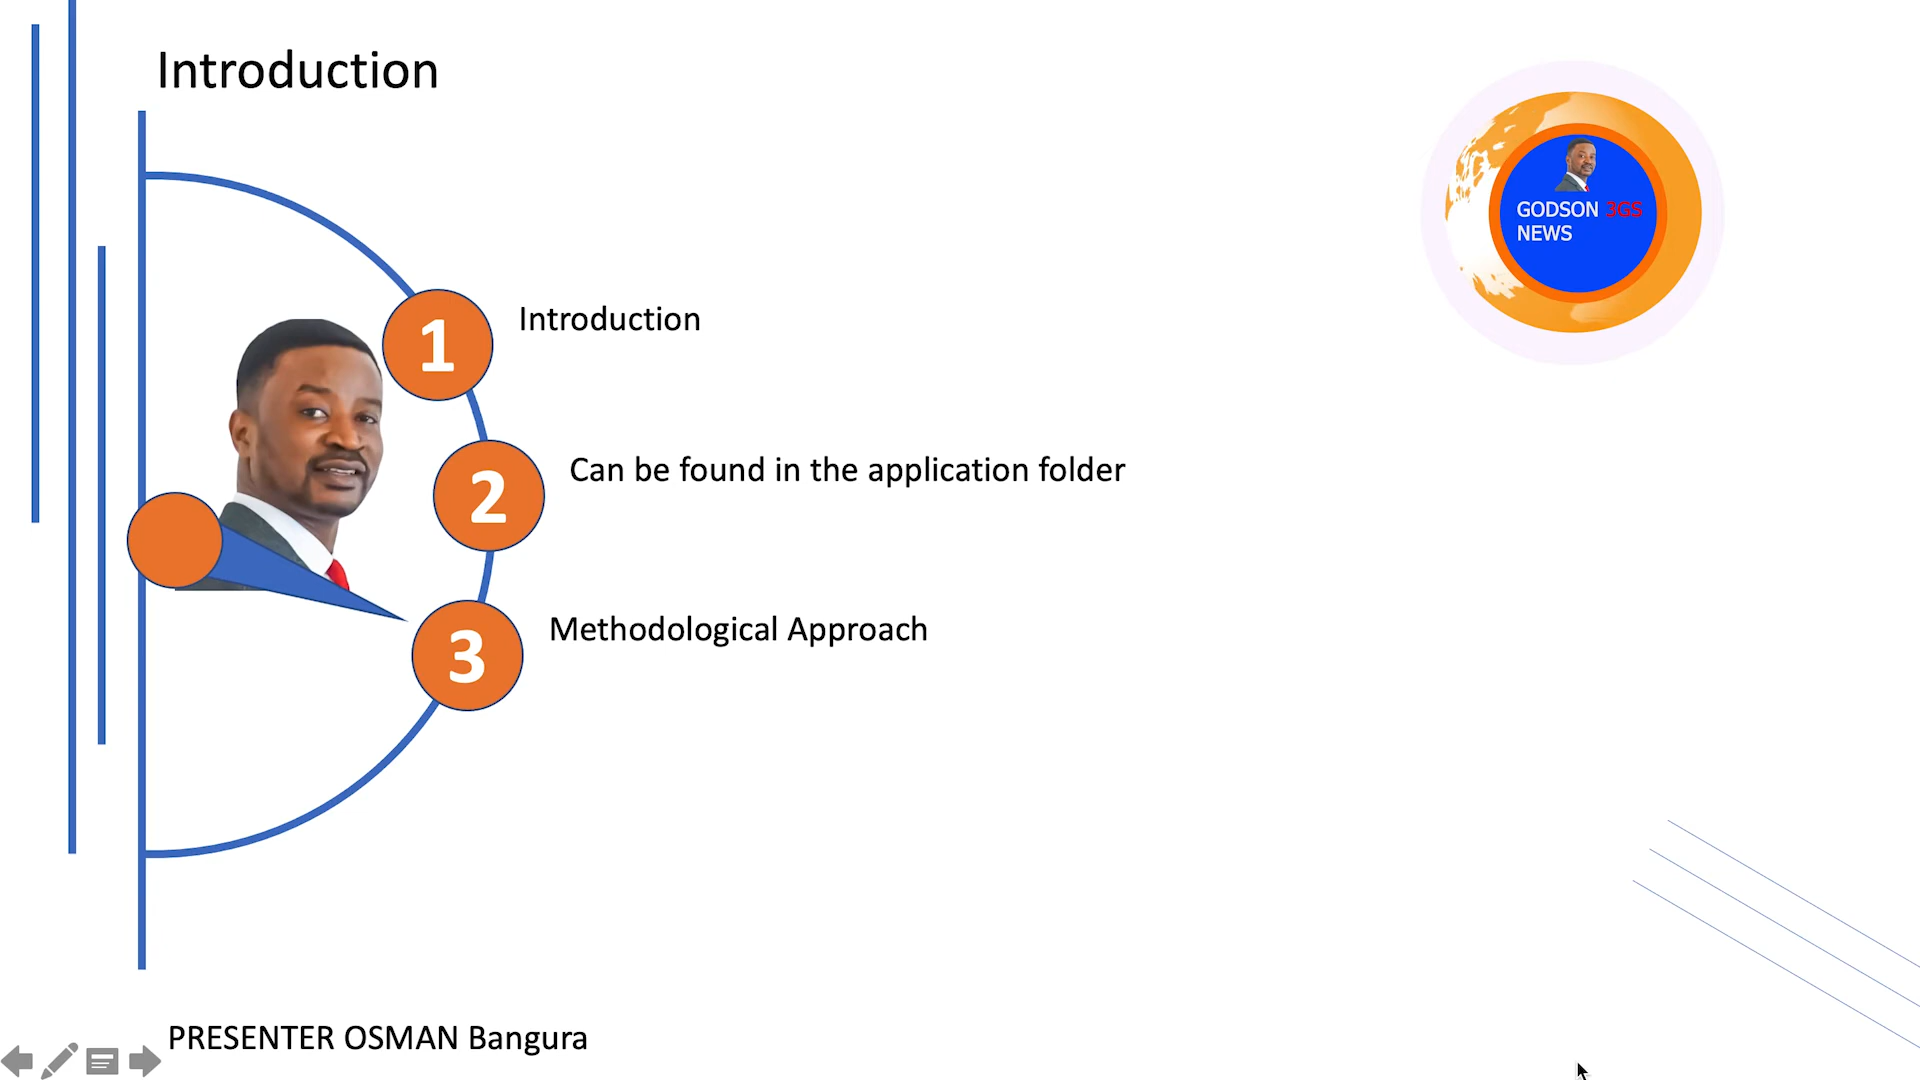 Introduction
GODSON 3GS
NEWS
1
Introduction
2
Can be found in the application folder
3
Methodological Approach
PRESENTER OSMAN Bangura